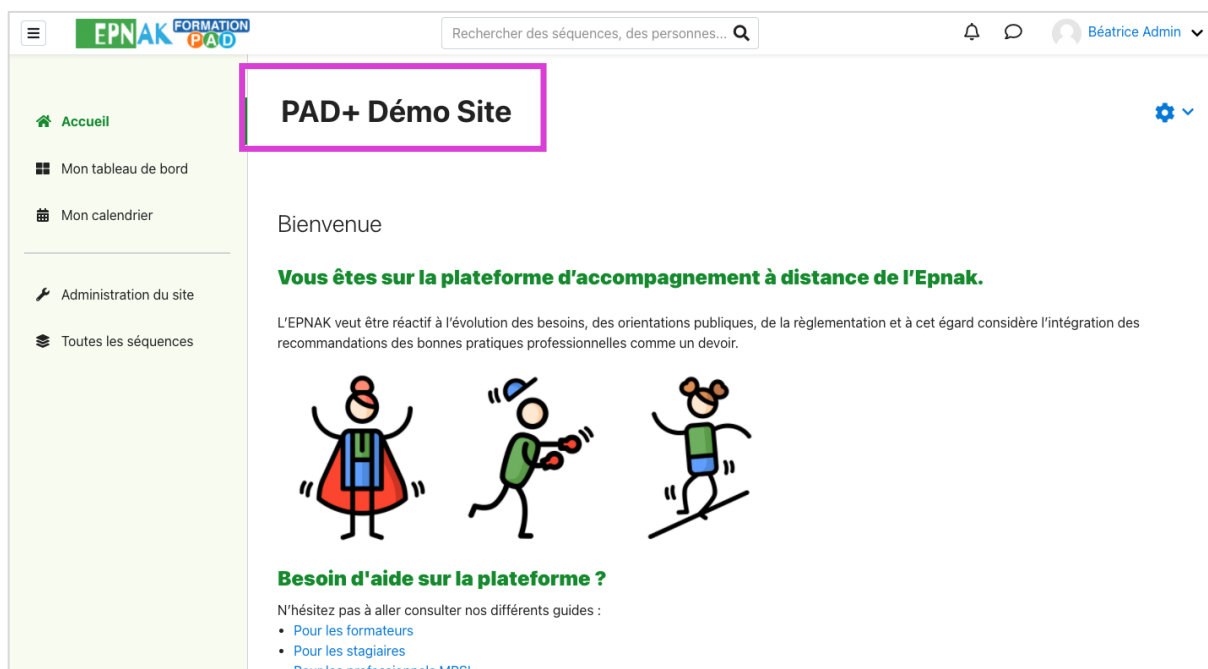 EPNAK FORMATION PAD
Rechercher des séquences, des personnes...
Béatrice Admin
PAD+ Démo Site
Accueil
Mon tableau de bord
Mon calendrier
Administration du site
Toutes les séquences
Bienvenue
Vous êtes sur la plateforme d’accompagnement à distance de l’Epnak.
L’EPNAK veut être réactif à l’évolution des besoins, des orientations publiques, de la règlementation et à cet égard considère l’intégration des
recommandations des bonnes pratiques professionnelles comme un devoir.
Besoin d'aide sur la plateforme ?
N’hésitez pas à aller consulter nos différents guides :
• Pour les formateurs
• Pour les stagiaires
Pour les professionnels